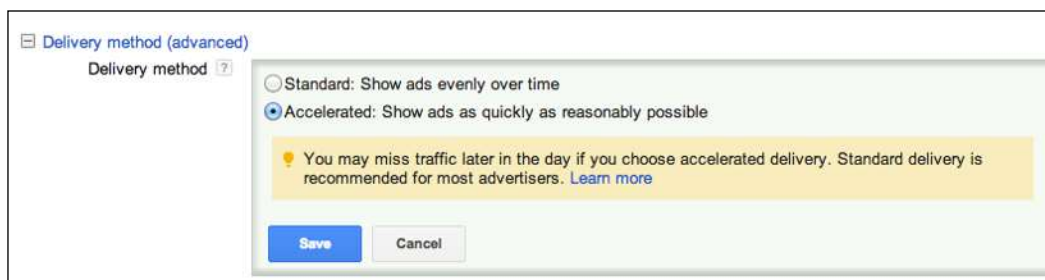 Delivery method (advanced)
Delivery method ?
Standard: Show ads evenly over time
Accelerated: Show ads as quickly as reasonably possible
You may miss traffic later in the day if you choose accelerated delivery. Standard delivery is
recommended for most advertisers. Learn more
Save Cancel